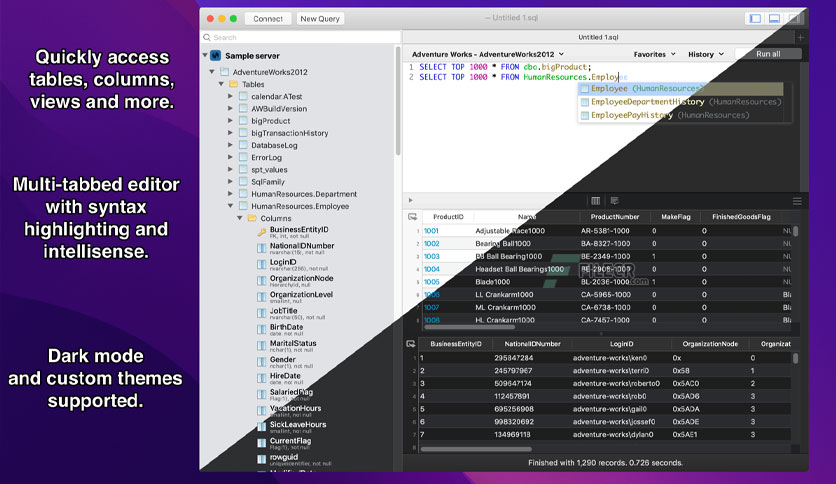 Quickly access
tables, columns,
views and more.
Multi-tabbed editor
with syntax
highlighting and
intellisense.
Dark mode
and custom themes
supported.
Connect
New Query
– Untitled 1.sql
Search
Untitled 1.sql
Sample server
AdventureWorks2012
Tables
calendar.ATest
AWBuildVersion
bigProduct
bigTransactionHistory
DatabaseLog
ErrorLog
spt_values
SqlFamily
HumanResources.Department
HumanResources.Employee
Columns
BusinessEntityID
PK, int, not null
NationalIDNumber
nvarchar(15), not null
LoginID
nvarchar(256), not null
OrganizationNode
hierarchyid, null
OrganizationLevel
smallint, null
JobTitle
nvarchar(50), not null
BirthDate
date, not null
MaritalStatus
nchar(1), not null
Gender
nchar(1), not null
HireDate
date, not null
SalariedFlag
Flag:(1), not null
VacationHours
smallint, not null
SickLeaveHours
smallint, not null
CurrentFlag
Flag:(1), not null
rowguid
uniqueidentifier, not null
ModifiedDate
Adventure Works – AdventureWorks2012
Favorites
History
Run all
1 SELECT TOP 1000 * FROM dbo.bigProduct;
2 SELECT TOP 1000 * FROM HumanResources.Employee
Employee (HumanResources)
EmployeeDepartmentHistory (HumanResources)
EmployeePayHistory (HumanResources)
ProductID Name ProductNumber MakeFlag FinishedGoodsFlag
1 1001 Adjustable Race1000 AR-5381-1000 0 0 NU
2 1002 Bearing Ball1000 BA-8327-1000 0 0
3 1003 BB Ball Bearing1000 BE-2349-1000 1
4 1004 Headset Ball Bearings1000 BE-2908-1000 0
5 1005 Blade1000 BL-2036-1000 1
6 1006 LL Crankarm1000 CA-5965-1000 0 0 Bla
7 1007 ML Crankarm1000 CA-6738-1000 0 0 Bla
8 1008 HL Crankarm1000 CA-7457-1000 0 0
FILECR
.com
BusinessEntityID NationalIDNumber LoginID OrganizationNode Organizat
1 1 295847284 adventure-works\ken0 0x 0
2 2 245797967 adventure-works\terri0 0x58 1
3 3 509647174 adventure-works\roberto0 0x5AC0 2
4 4 112457891 adventure-works\rob0 0x5AD6 3
5 5 695256908 adventure-works\gail0 0x5ADA 3
6 6 998320692 adventure-works\jossef0 0x5ADE 3
7 7 134969118 adventure-works\dylan0 0x5AE1 3
Finished with 1,290 records. 0.726 seconds.